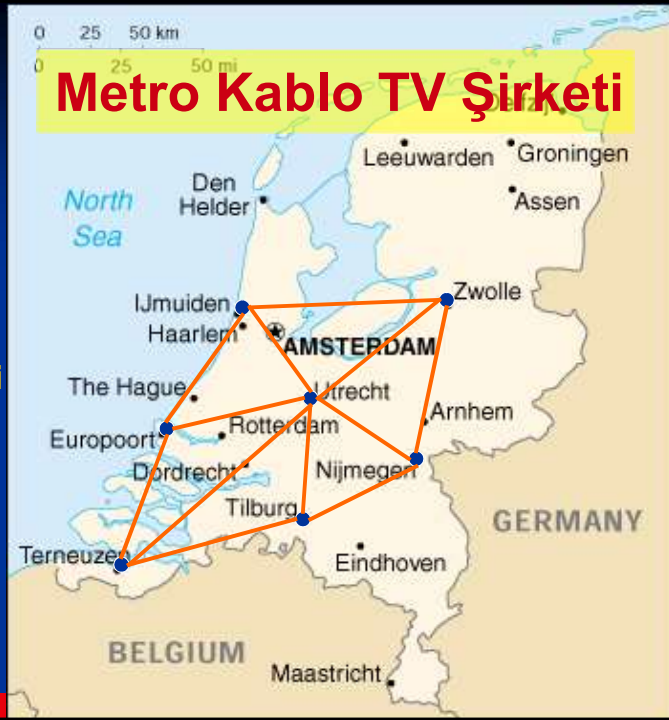 0 25 50 km
0 25 50 mi
Metro Kablo TV Şirketi
Delfzijl
Leeuwarden
Groningen
Den
Helder
Assen
North
Sea
IJmuiden
Zwolle
Haarlem
AMSTERDAM
The Hague
Utrecht
Arnhem
Europoort
Rotterdam
Dordrecht
Nijmegen
Tilburg
GERMANY
Terneuzen
Eindhoven
BELGIUM
Maastricht